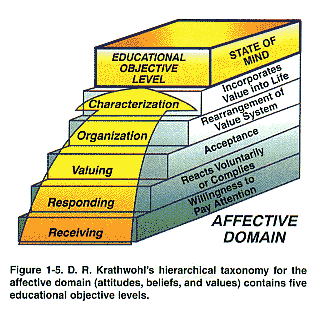 EDUCATIONAL
OBJECTIVE
LEVEL
STATE OF
MIND
Characterization
Incorporates
Value into Life
Organization
Rearrangement of
Value System
Valuing
Acceptance
Responding
Reacts Voluntarily
or Complies
Receiving
Willingness to
Pay Attention
AFFECTIVE
DOMAIN
Figure 1-5. D. R. Krathwohl's hierarchical taxonomy for the
affective domain (attitudes, beliefs, and values) contains five
educational objective levels.